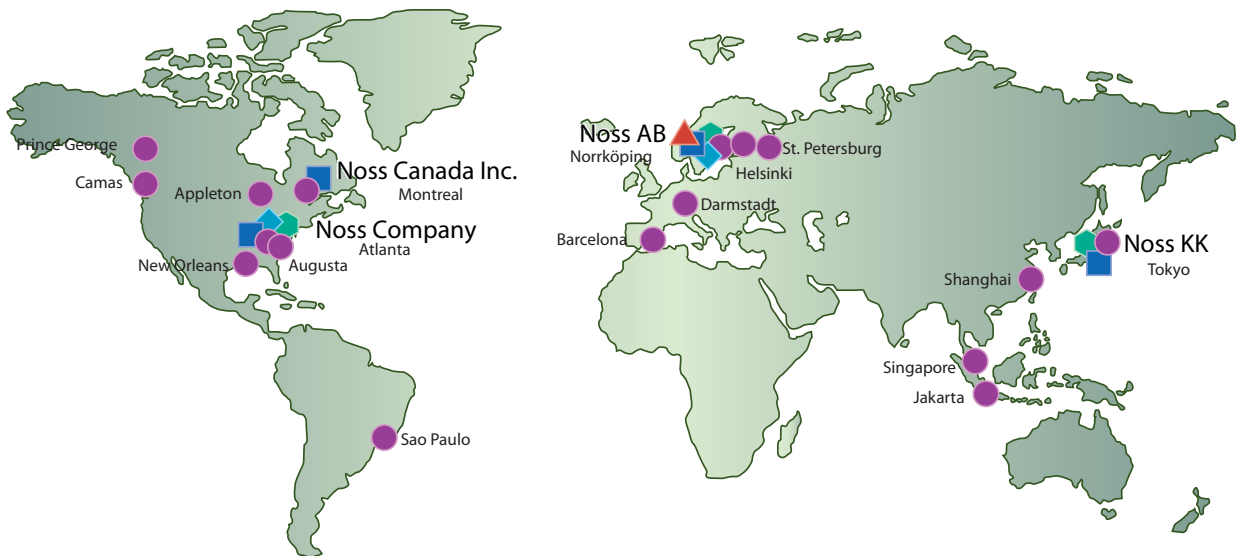 Prince George
Camas
Appleton
Noss Canada Inc.
Montreal
Noss Company
Atlanta
Augusta
New Orleans
Sao Paulo
Noss AB
Norrköping
St. Petersburg
Helsinki
Darmstadt
Barcelona
Noss KK
Tokyo
Shanghai
Singapore
Jakarta